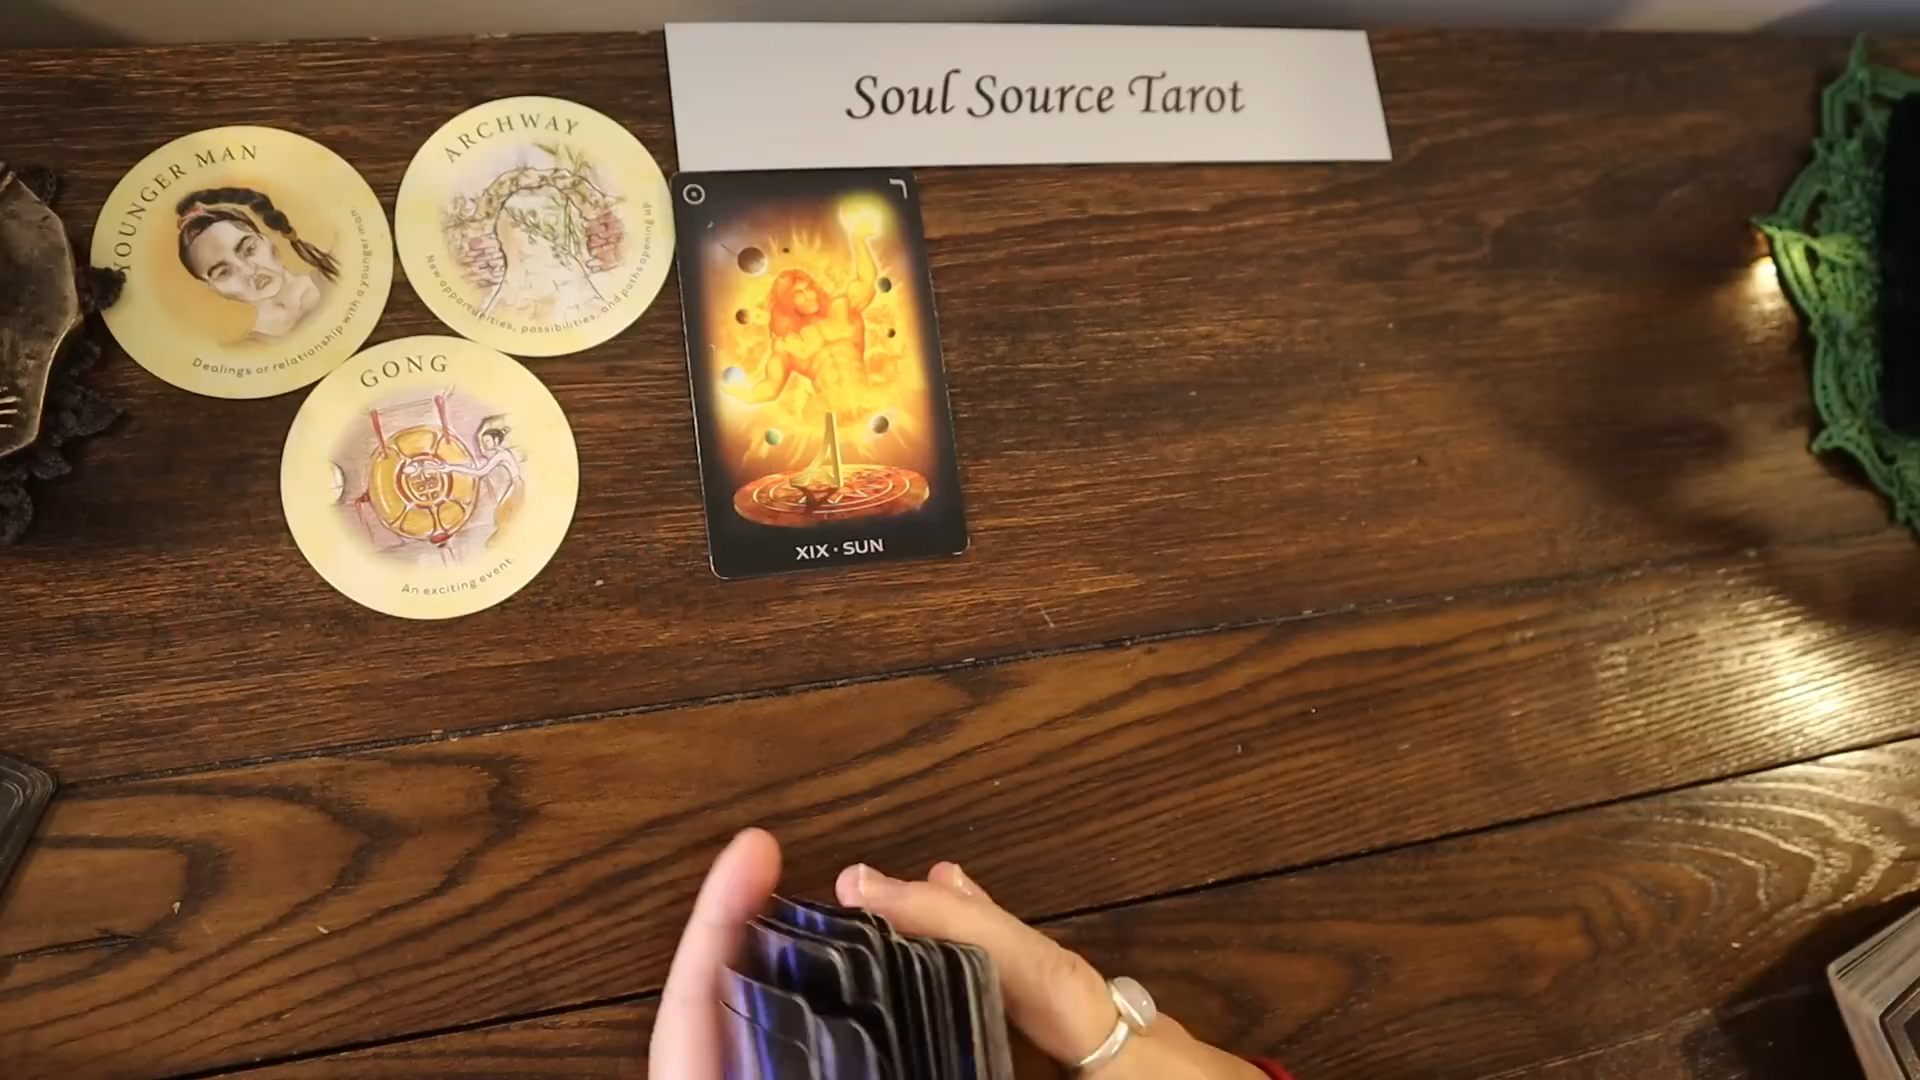 Soul Source Tarot
YOUNGER MAN
Dealings or relationship with a younger man.
ARCHWAY
New opportunities, possibilities, and paths opening up
GONG
An exciting event.
XIX · SUN